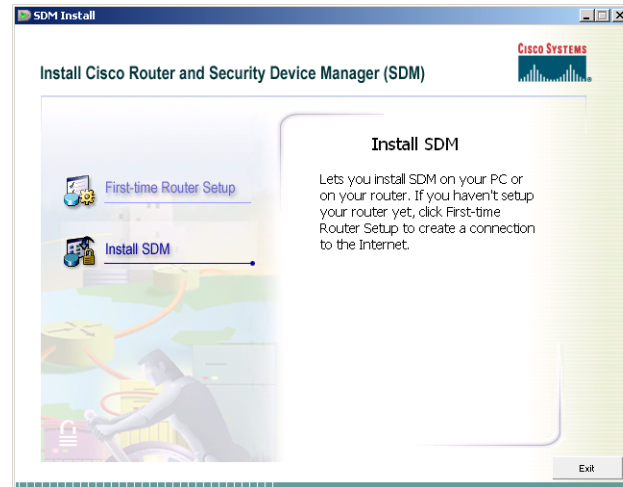 SDM Install
CISCO SYSTEMS
Install Cisco Router and Security Device Manager (SDM)
First-time Router Setup
Install SDM
Install SDM
Lets you install SDM on your PC or
on your router. If you haven't setup
your router yet, click First-time
Router Setup to create a connection
to the Internet.
Exit